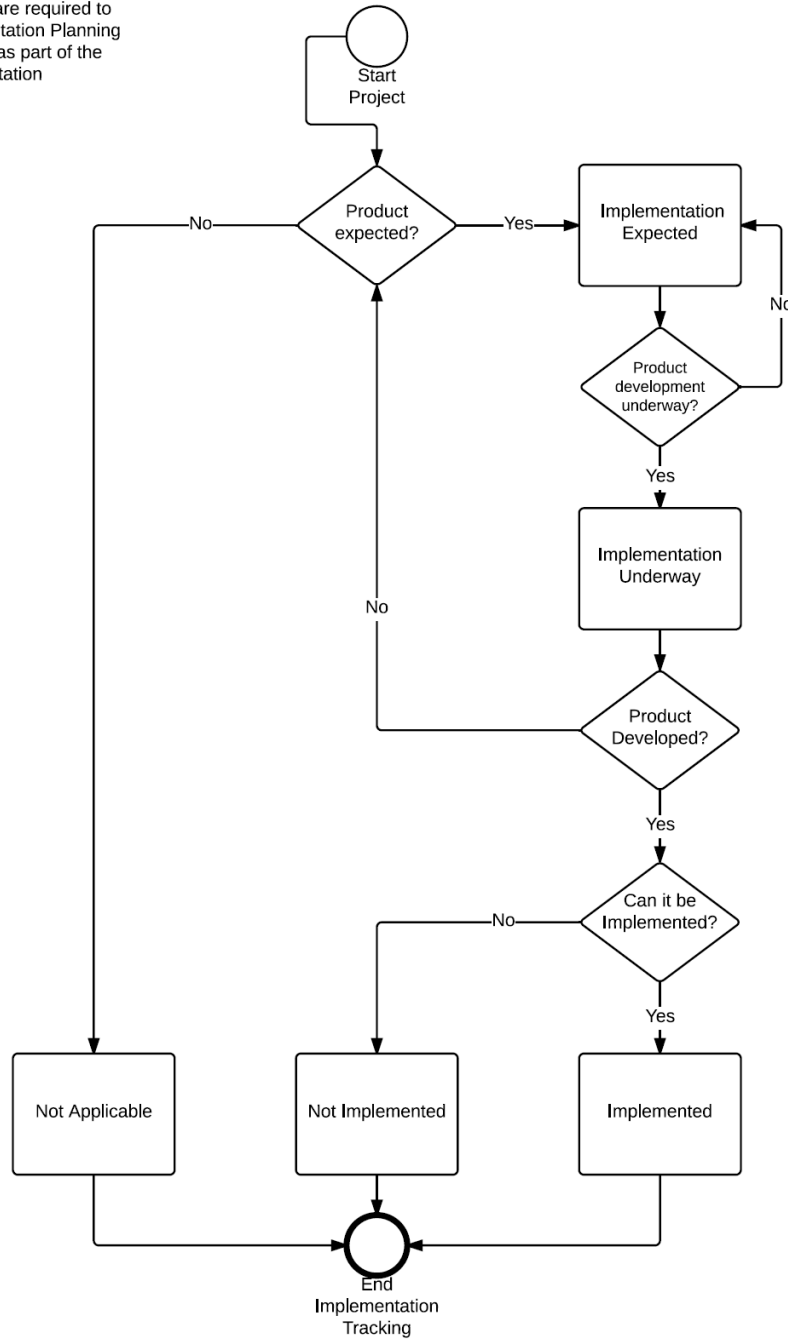 are required to
tation Planning
as part of the
tation
Start
Project
Product
expected?
No
Yes
Implementation
Expected
No
Product
development
underway?
Yes
Implementation
Underway
No
Product
Developed?
Yes
Can it be
Implemented?
No
Yes
Not Applicable
Not Implemented
Implemented
End
Implementation
Tracking